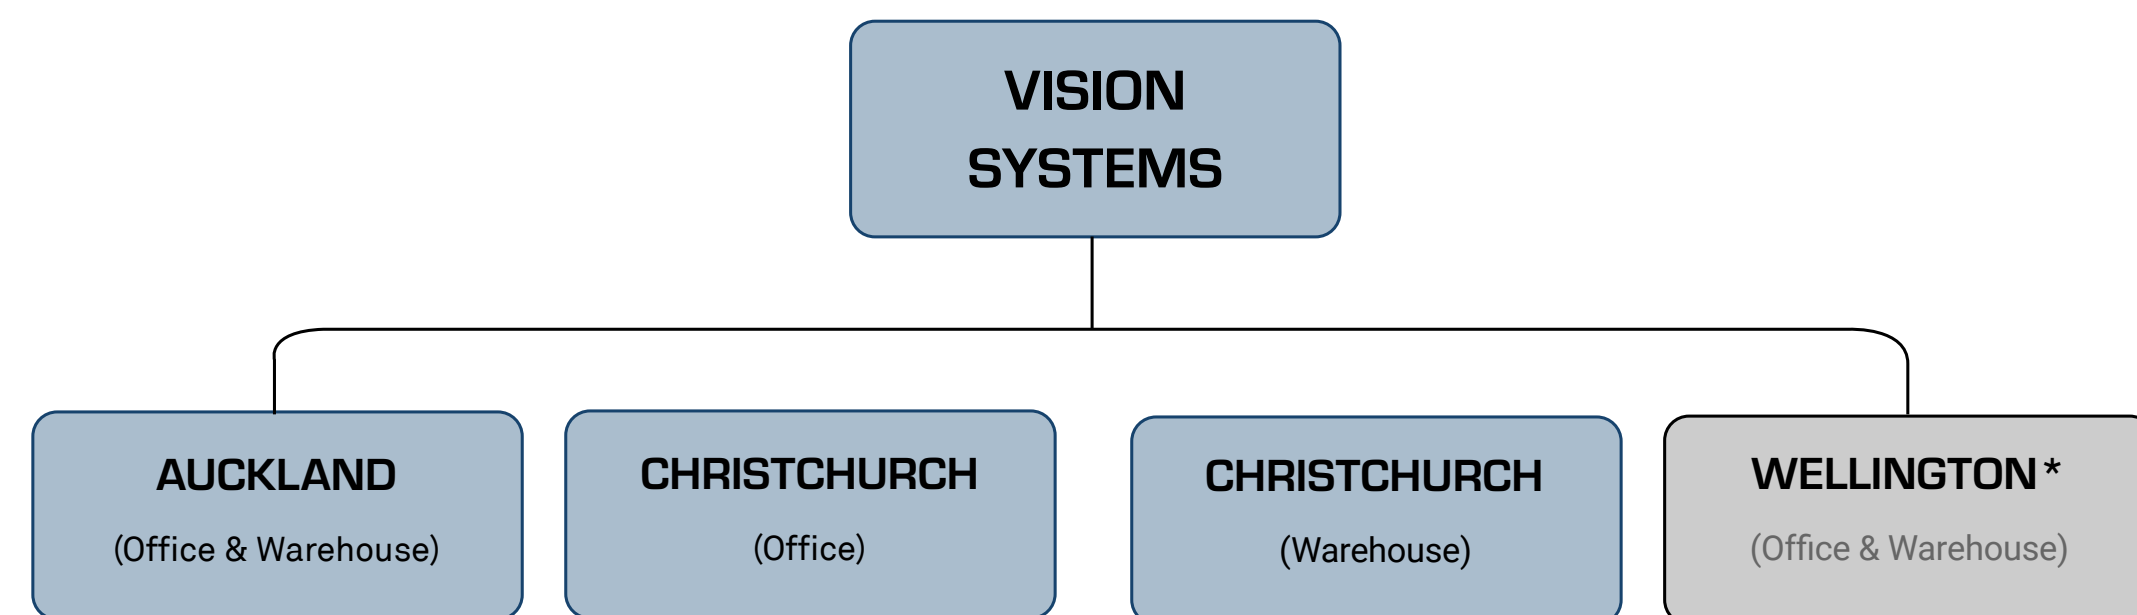 VISION
SYSTEMS
AUCKLAND
(Office & Warehouse)
CHRISTCHURCH
(Office)
CHRISTCHURCH
(Warehouse)
WELLINGTON*
(Office & Warehouse)